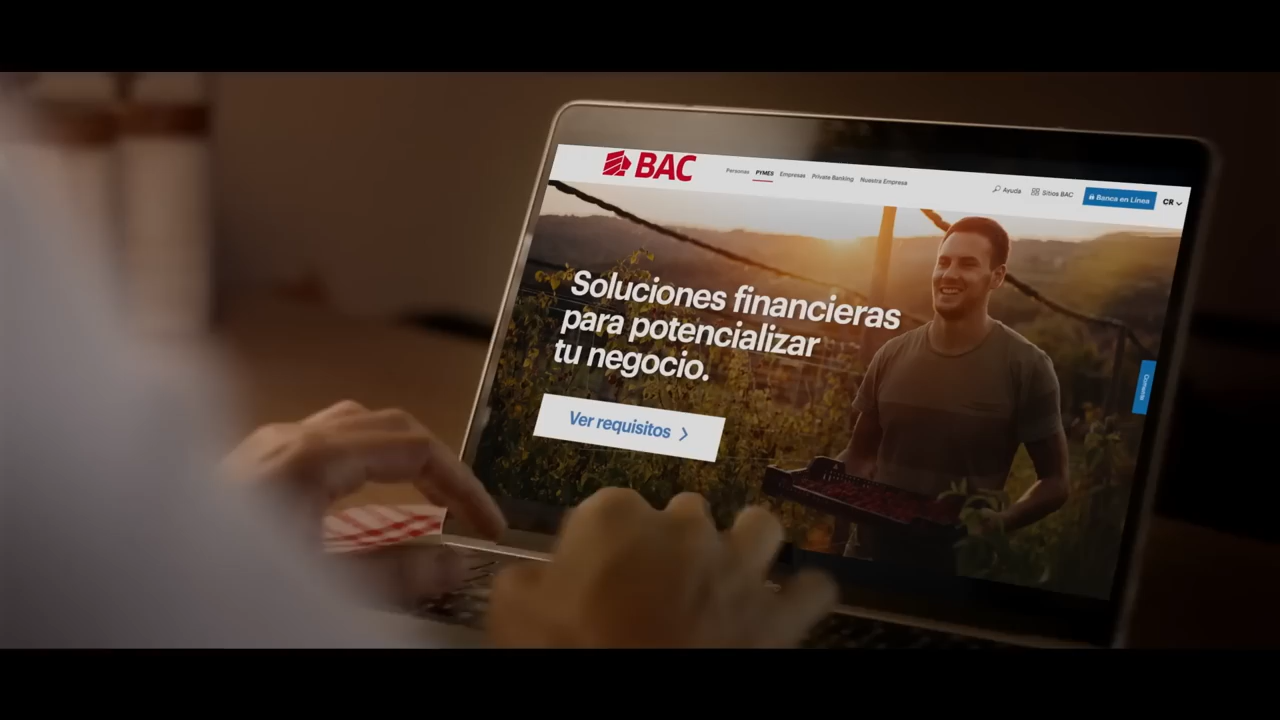 BAC
Personas PYMES Empresas Private Banking Nuestra Empresa
Ayuda Sitios BAC Banca en Línea CR
Soluciones financieras
para potencializar
tu negocio.
Ver requisitos